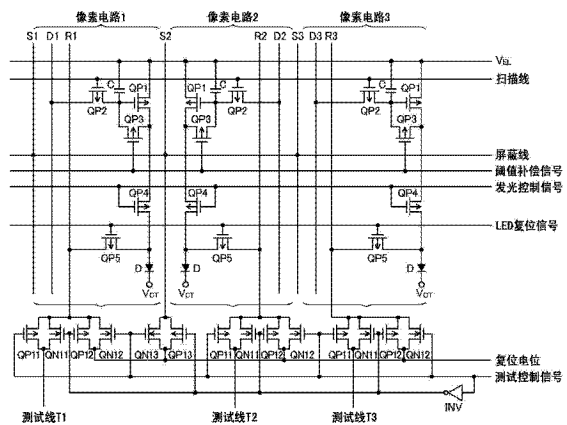 像素电路1 像素电路2 像素电路3
S1 D1 R1 S2 R2 D2 S3 D3 R3
VEL
扫描线
C QP1 QP1 C C QP1
QP2 QP2 QP2
QP3 QP3 QP3
屏蔽线
阈值补偿信号
发光控制信号
QP4 QP4 QP4
LED复位信号
QP5 QP5 QP5
D D D
VCT VCT VCT
QP11 QN11 QP12 QN12 QN13 QP13 QP11 QN11 QP12 QN12 QP11 QN11 QP12 QN12
复位电位
测试控制信号
INV
测试线T1 测试线T2 测试线T3